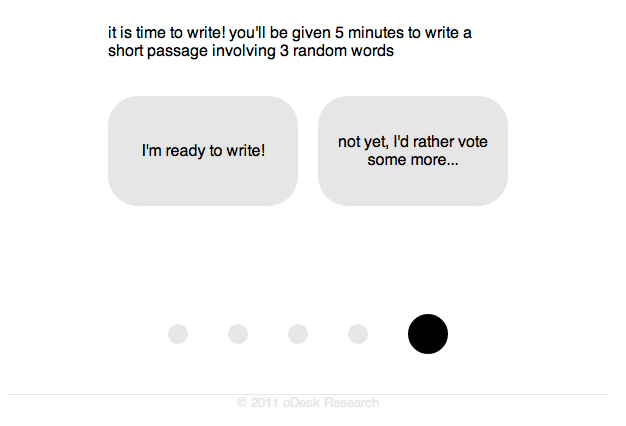 it is time to write! you'll be given 5 minutes to write a
short passage involving 3 random words
I'm ready to write!
not yet, I'd rather vote
some more...
© 2011 oDesk Research